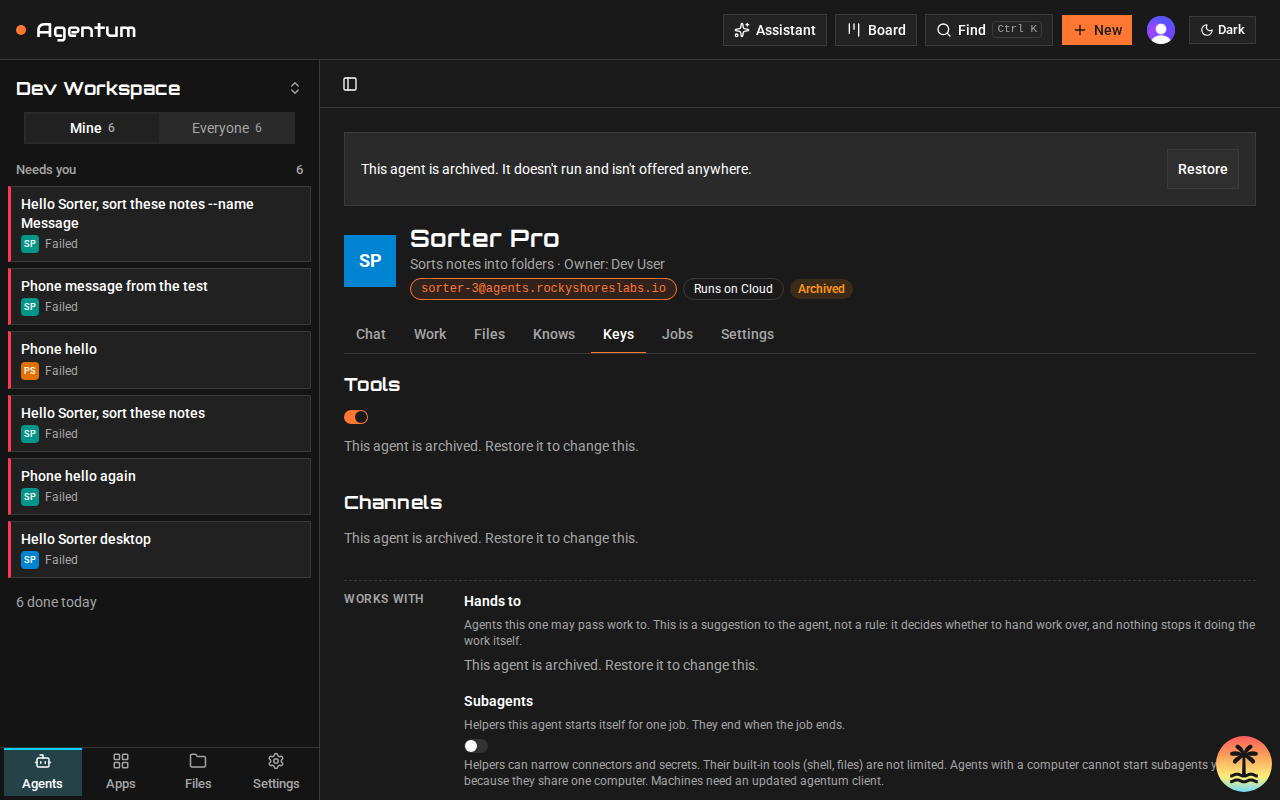 Agentum
Assistant
Board
Find Ctrl K
New
Dark
Dev Workspace
Mine 6
Everyone 6
Needs you 6
Hello Sorter, sort these notes --name
Message
SP Failed
Phone message from the test
SP Failed
Phone hello
PS Failed
Hello Sorter, sort these notes
SP Failed
Phone hello again
SP Failed
Hello Sorter desktop
SP Failed
6 done today
Agents
Apps
Files
Settings
This agent is archived. It doesn't run and isn't offered anywhere.
Restore
SP
Sorter Pro
Sorts notes into folders · Owner: Dev User
sorter-3@agents.rockyshoreslabs.io
Runs on Cloud
Archived
Chat
Work
Files
Knows
Keys
Jobs
Settings
Tools
This agent is archived. Restore it to change this.
Channels
This agent is archived. Restore it to change this.
WORKS WITH
Hands to
Agents this one may pass work to. This is a suggestion to the agent, not a rule: it decides whether to hand work over, and nothing stops it doing the
work itself.
This agent is archived. Restore it to change this.
Subagents
Helpers this agent starts itself for one job. They end when the job ends.
Helpers can narrow connectors and secrets. Their built-in tools (shell, files) are not limited. Agents with a computer cannot start subagents
because they share one computer. Machines need an updated agentum client.